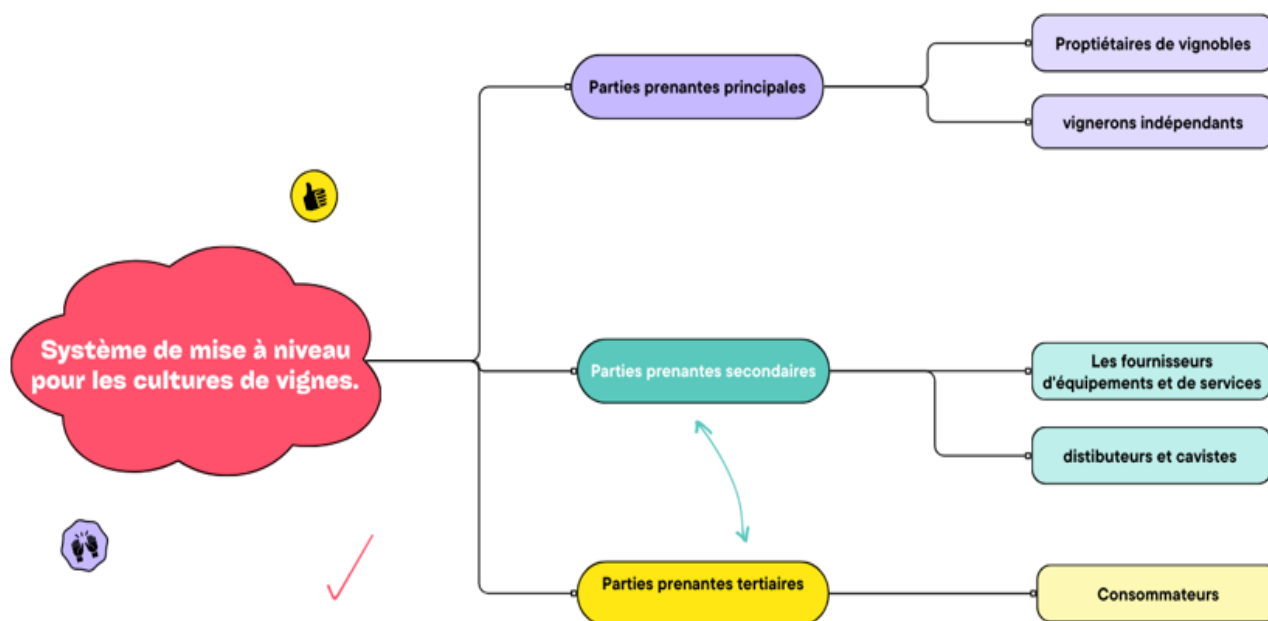 Proptiétaires de vignobles
Parties prenantes principales
vignerons indépendants
Système de mise à niveau
pour les cultures de vignes.
Parties prenantes secondaires
Les fournisseurs
d'équipements et de services
distibuteurs et cavistes
Parties prenantes tertiaires
Consommateurs